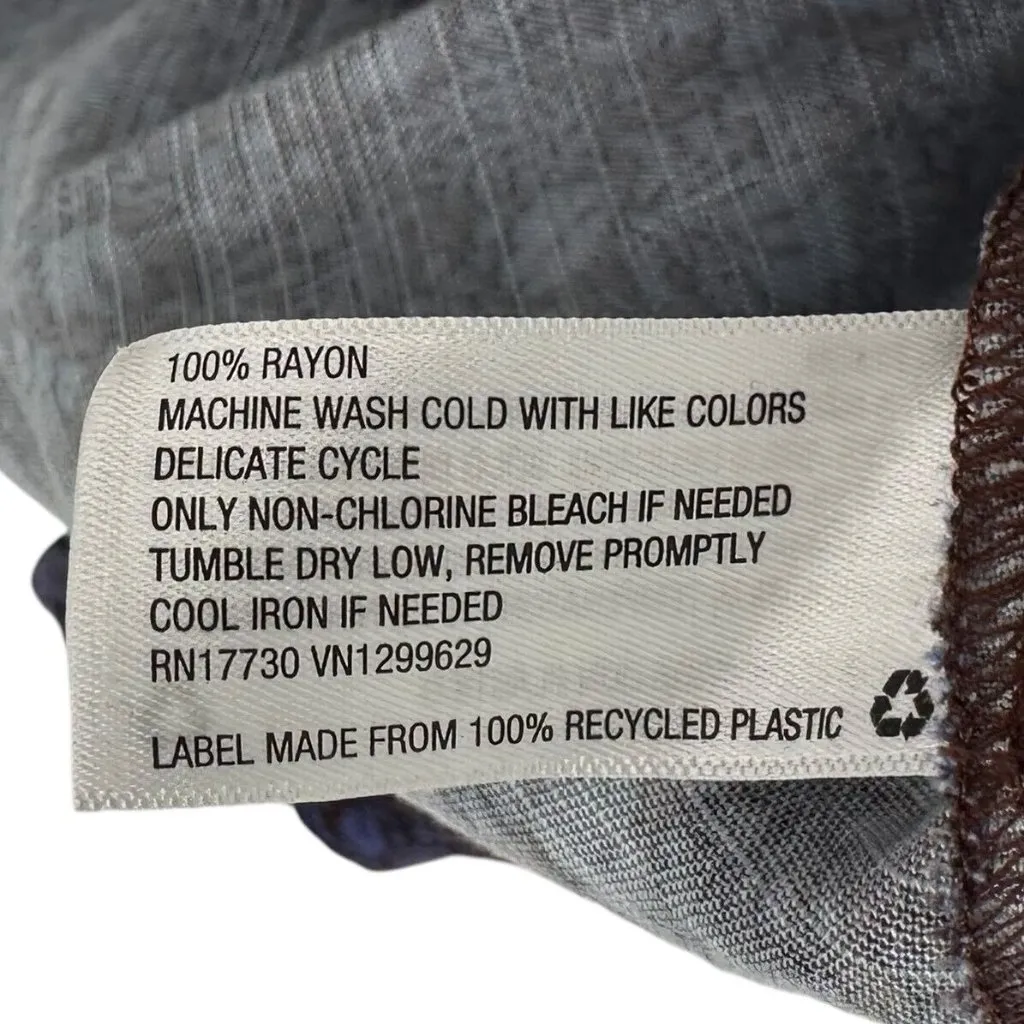 100% RAYON
MACHINE WASH COLD WITH LIKE COLORS
DELICATE CYCLE
ONLY NON-CHLORINE BLEACH IF NEEDED
TUMBLE DRY LOW, REMOVE PROMPTLY
COOL IRON IF NEEDED
RN17730 VN1299629
LABEL MADE FROM 100% RECYCLED PLASTIC